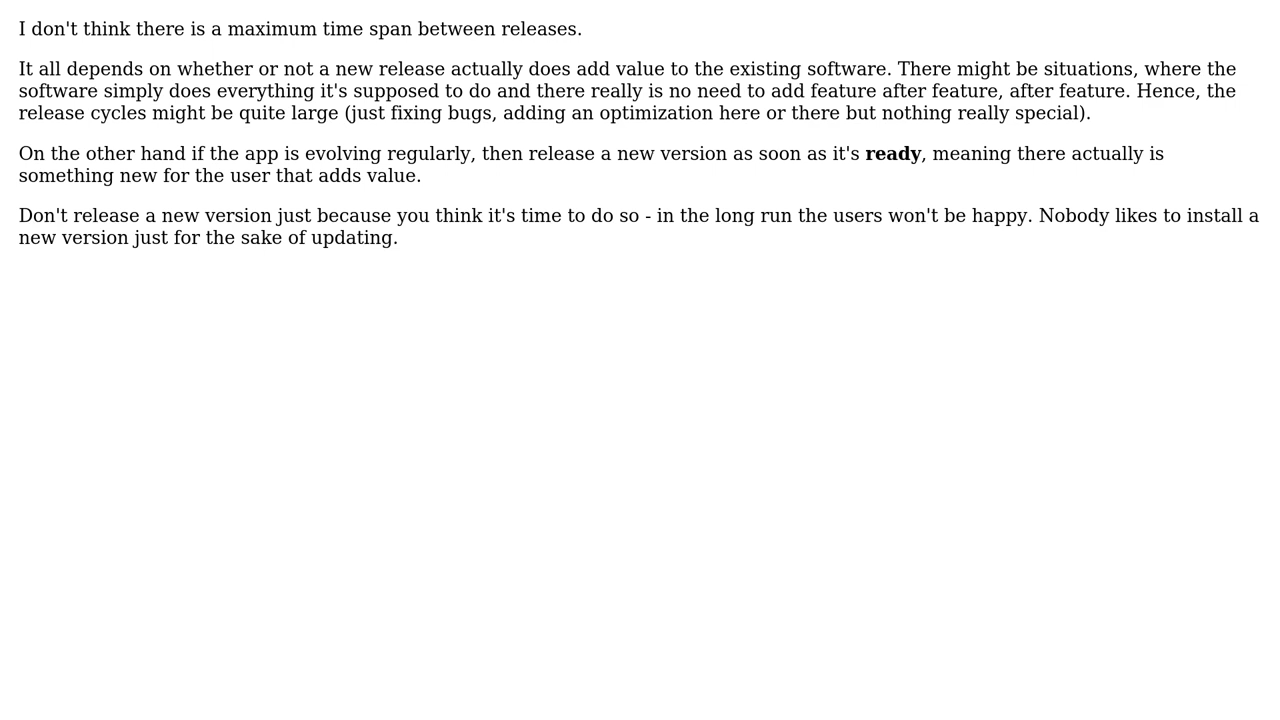 I don't think there is a maximum time span between releases.
It all depends on whether or not a new release actually does add value to the existing software. There might be situations, where the
software simply does everything it's supposed to do and there really is no need to add feature after feature, after feature. Hence, the
release cycles might be quite large (just fixing bugs, adding an optimization here or there but nothing really special).
On the other hand if the app is evolving regularly, then release a new version as soon as it's ready, meaning there actually is
something new for the user that adds value.
Don't release a new version just because you think it's time to do so - in the long run the users won't be happy. Nobody likes to install a
new version just for the sake of updating.